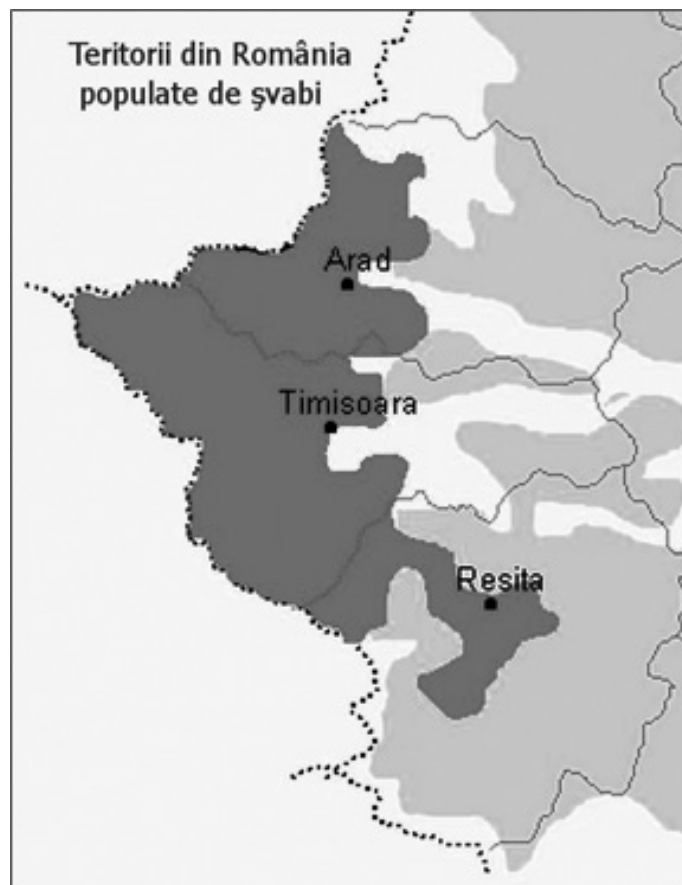 Teritorii din România
populate de şvabi
Arad
Timisoara
Resita